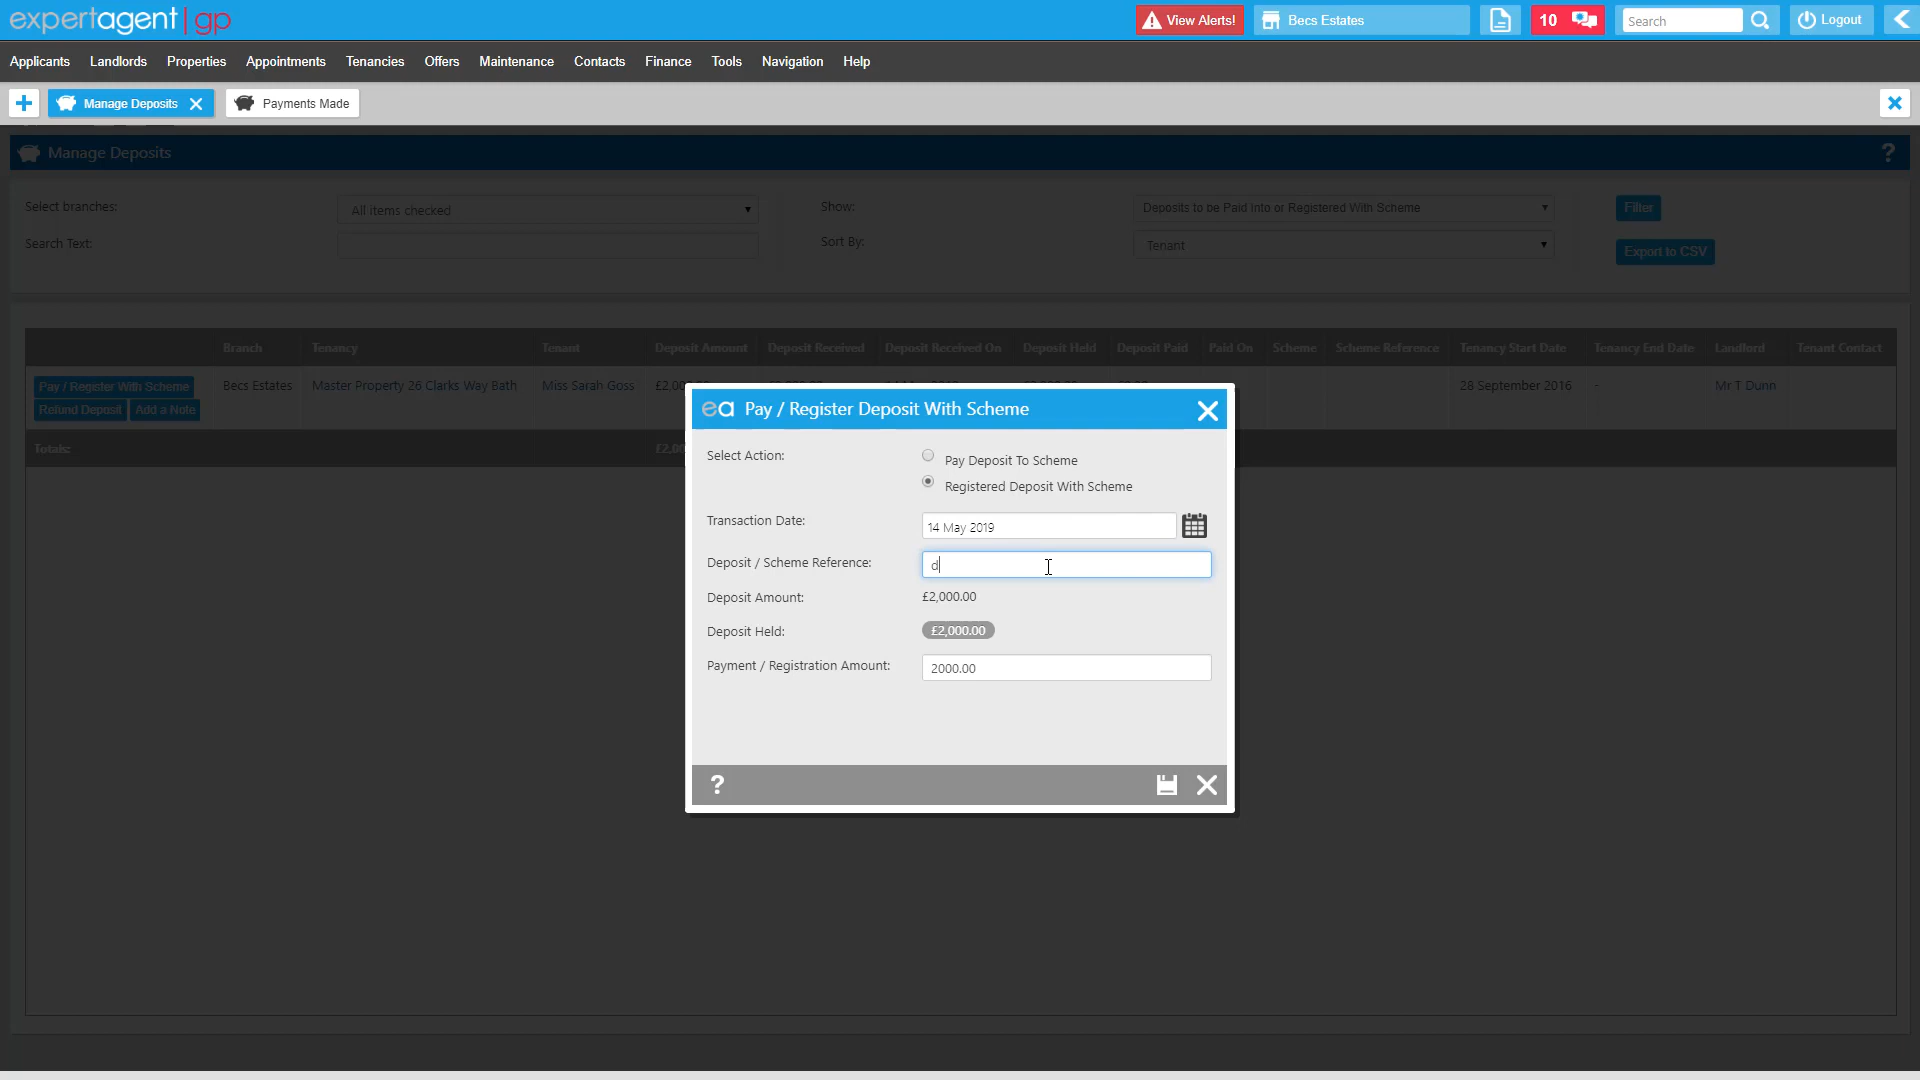 expertagent|gp
View Alerts!
Becs Estates
10
Search
Logout
Applicants Landlords Properties Appointments Tenancies Offers Maintenance Contacts Finance Tools Navigation Help
Manage Deposits
Payments Made
Manage Deposits
?
Select branches: All items checked Show: Deposits to be Paid Into or Registered With Scheme Filter
Search Text: Sort By: Tenant Export to CSV
Branch Tenancy Tenant Deposit Amount Deposit Received Deposit Received On Deposit Held Deposit Paid Paid On Scheme Scheme Reference Tenancy Start Date Tenancy End Date Landlord Tenant Contact
Pay / Register With Scheme Becs Estates Master Property 26 Clarks Way Bath Miss Sarah Goss 28 September 2016 - Mr T Dunn
Refund Deposit Add a Note
Totals:
ea Pay / Register Deposit With Scheme
Select Action: Pay Deposit To Scheme
Registered Deposit With Scheme
Transaction Date: 14 May 2019
Deposit / Scheme Reference: d
Deposit Amount: £2,000.00
Deposit Held: £2,000.00
Payment / Registration Amount: 2000.00
?